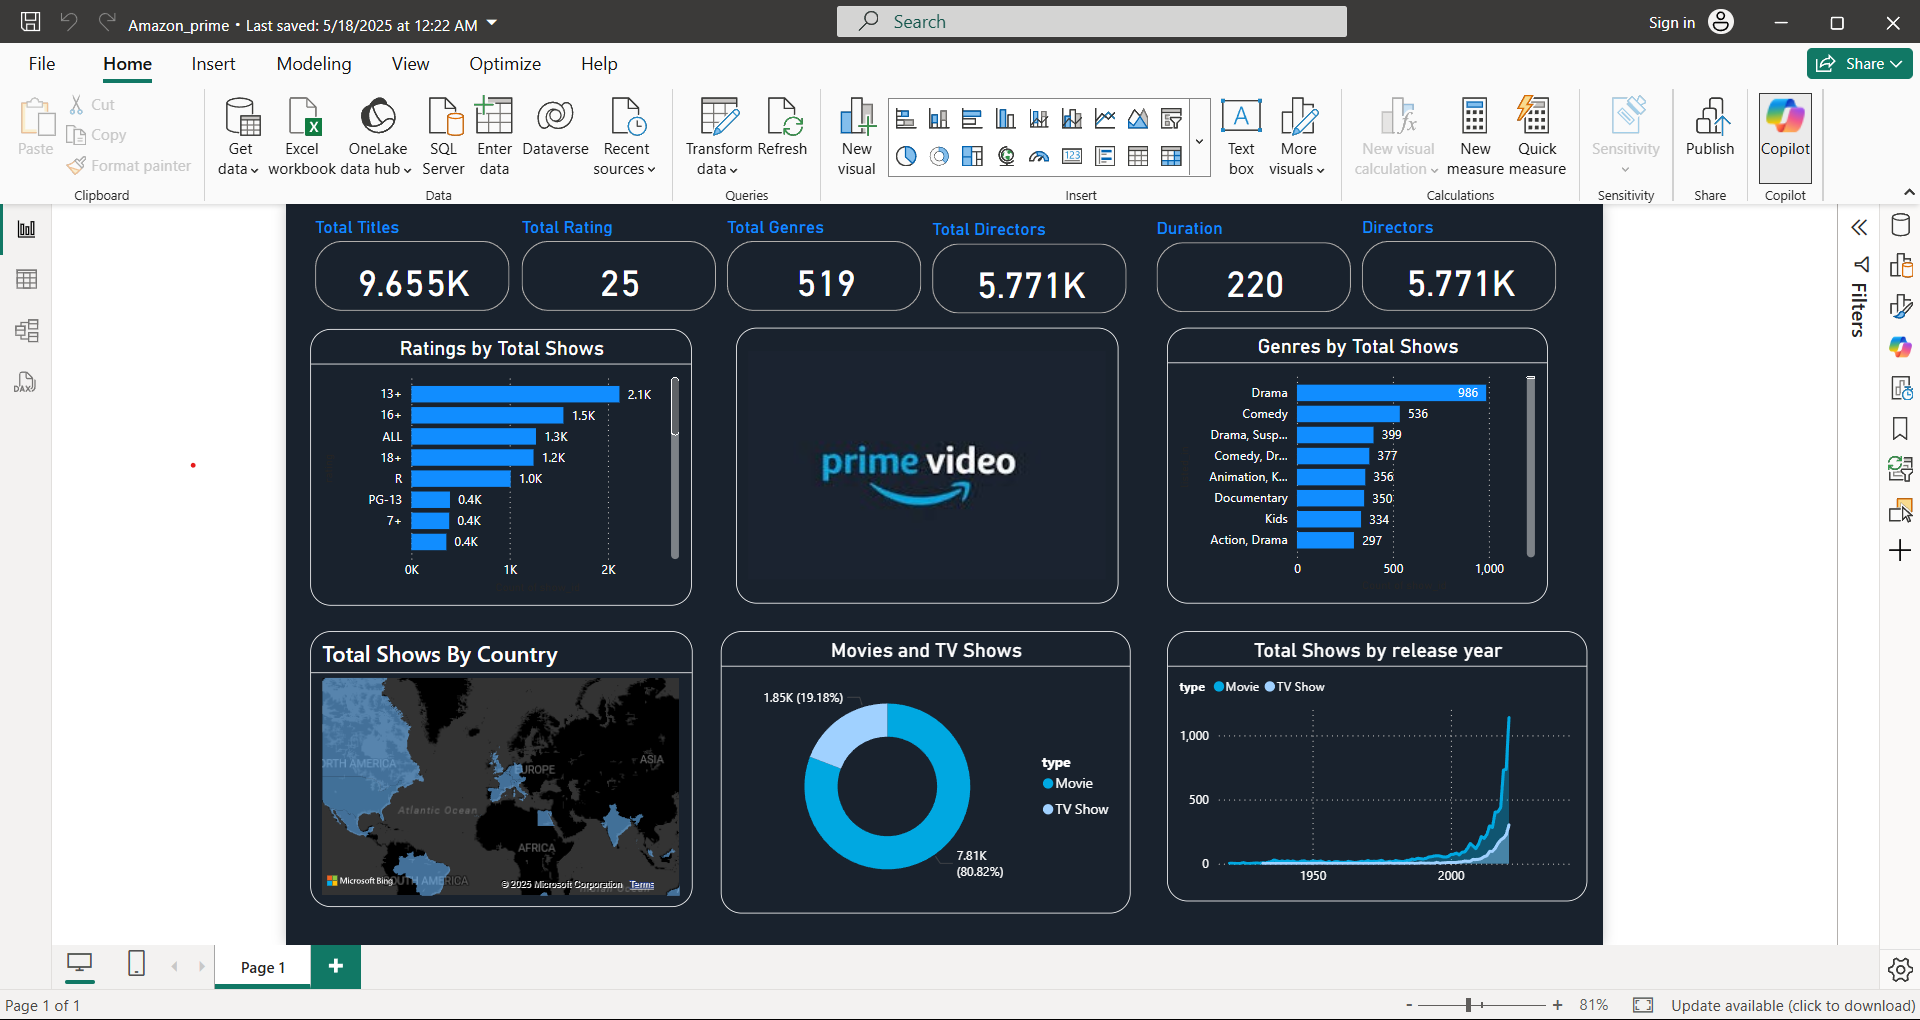 Amazon_prime • Last saved: 5/18/2025 at 12:22 AM
Search
Sign in
File
Home
Insert
Modeling
View
Optimize
Help
Share
Paste
Cut
Copy
Format painter
Clipboard
Get data
Excel workbook
OneLake data hub
SQL Server
Enter data
Dataverse
Recent sources
Data
Transform data
Refresh
Queries
New visual
123
A
Text box
More visuals
Insert
fx
New visual calculation
New measure
Quick measure
Calculations
Sensitivity
Sensitivity
Publish
Share
Copilot
Copilot
DAX
Filters
Total Titles
9.655K
Total Rating
25
Total Genres
519
Total Directors
5.771K
Duration
220
Directors
5.771K
Ratings by Total Shows
13+ 2.1K
16+ 1.5K
ALL 1.3K
18+ 1.2K
R 1.0K
PG-13 0.4K
7+ 0.4K
0.4K
0K 1K 2K
prime video
Genres by Total Shows
Drama 986
Comedy 536
Drama, Susp... 399
Comedy, Dr... 377
Animation, K... 356
Documentary 350
Kids 334
Action, Drama 297
0 500 1,000
Total Shows By Country
RTH AMERICA
EUROPE
ASIA
Atlantic Ocean
AFRICA
OUTH AMERICA
Microsoft Bing
© 2025 Microsoft Corporation Terms
Movies and TV Shows
1.85K (19.18%)
7.81K
(80.82%)
type
Movie
TV Show
Total Shows by release year
type Movie TV Show
1,000
500
0
1950 2000
Page 1
+
Page 1 of 1
- + 81%
Update available (click to download)